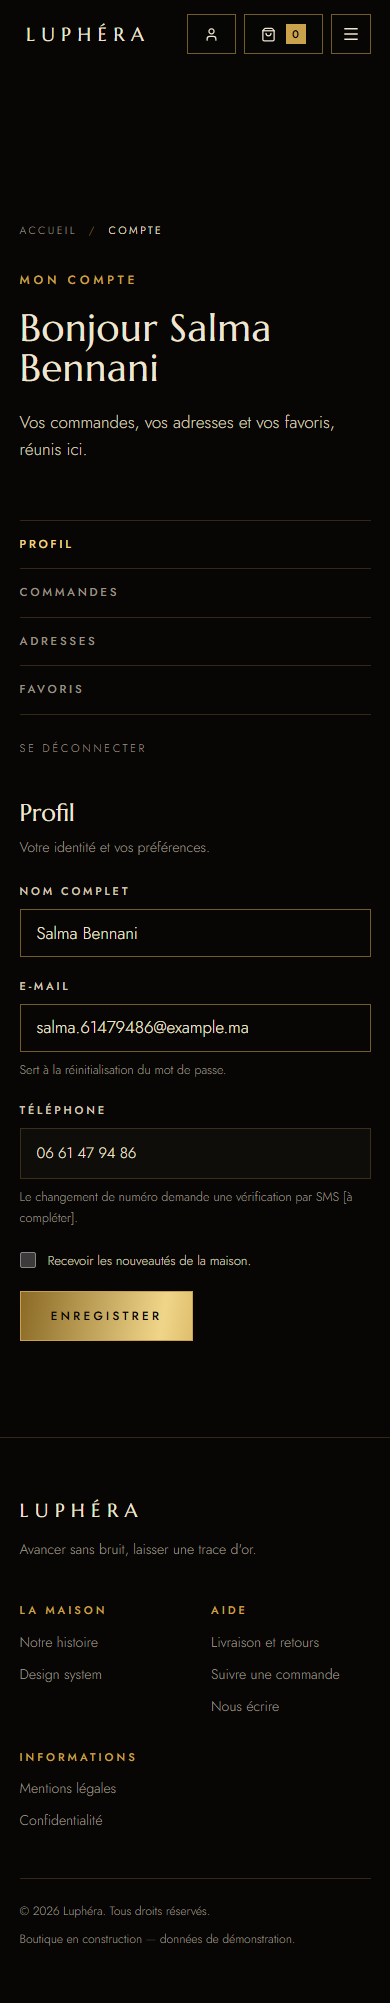 LUPHÉRA
0
ACCUEIL / COMPTE
MON COMPTE
Bonjour Salma
Bennani
Vos commandes, vos adresses et vos favoris,
réunis ici.
PROFIL
COMMANDES
ADRESSES
FAVORIS
SE DÉCONNECTER
Profil
Votre identité et vos préférences.
NOM COMPLET
Salma Bennani
E-MAIL
salma.61479486@example.ma
Sert à la réinitialisation du mot de passe.
TÉLÉPHONE
06 61 47 94 86
Le changement de numéro demande une vérification par SMS [à
compléter].
Recevoir les nouveautés de la maison.
ENREGISTRER
LUPHÉRA
Avancer sans bruit, laisser une trace d'or.
LA MAISON
Notre histoire
Design system
AIDE
Livraison et retours
Suivre une commande
Nous écrire
INFORMATIONS
Mentions légales
Confidentialité
© 2026 Luphéra. Tous droits réservés.
Boutique en construction — données de démonstration.